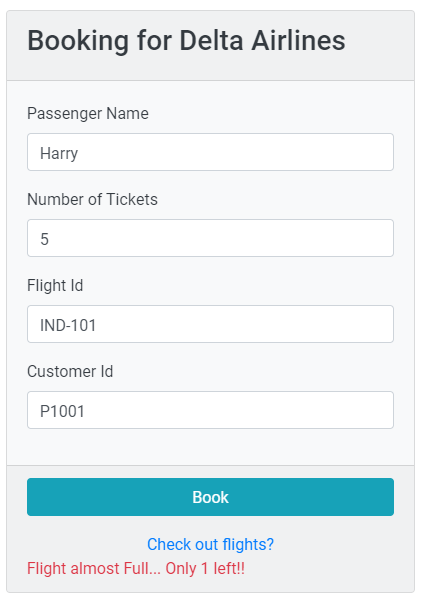 Booking for Delta Airlines
Passenger Name
Harry
Number of Tickets
5
Flight Id
IND-101
Customer Id
P1001
Book
Check out flights?
Flight almost Full... Only 1 left!!